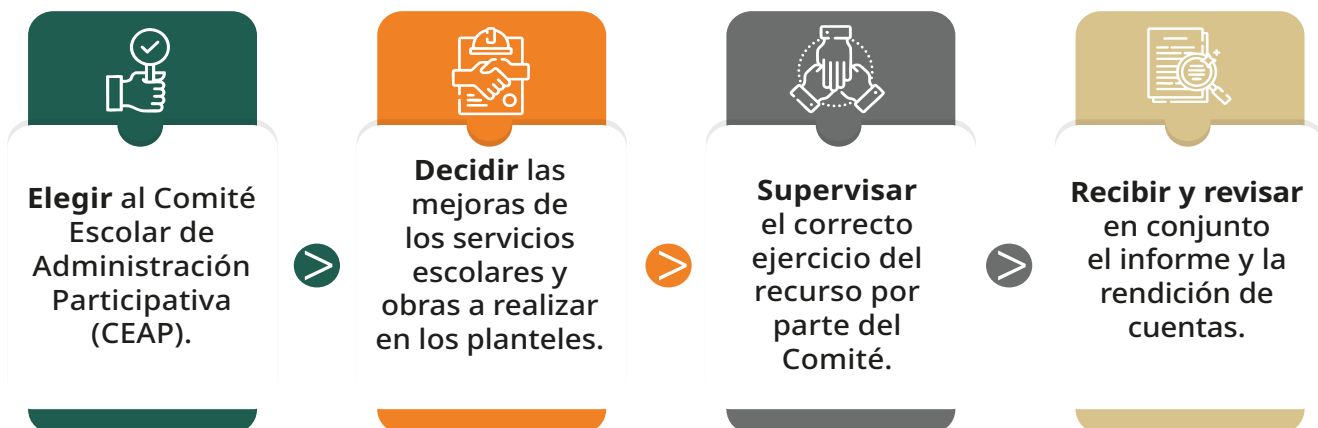 Elegir al Comité
Escolar de
Administración
Participativa
(CEAP).
>
Decidir las
mejoras de
los servicios
escolares y
obras a realizar
en los planteles.
>
Supervisar
el correcto
ejercicio del
recurso por
parte del
Comité.
>
Recibir y revisar
en conjunto
el informe y la
rendición de
cuentas.